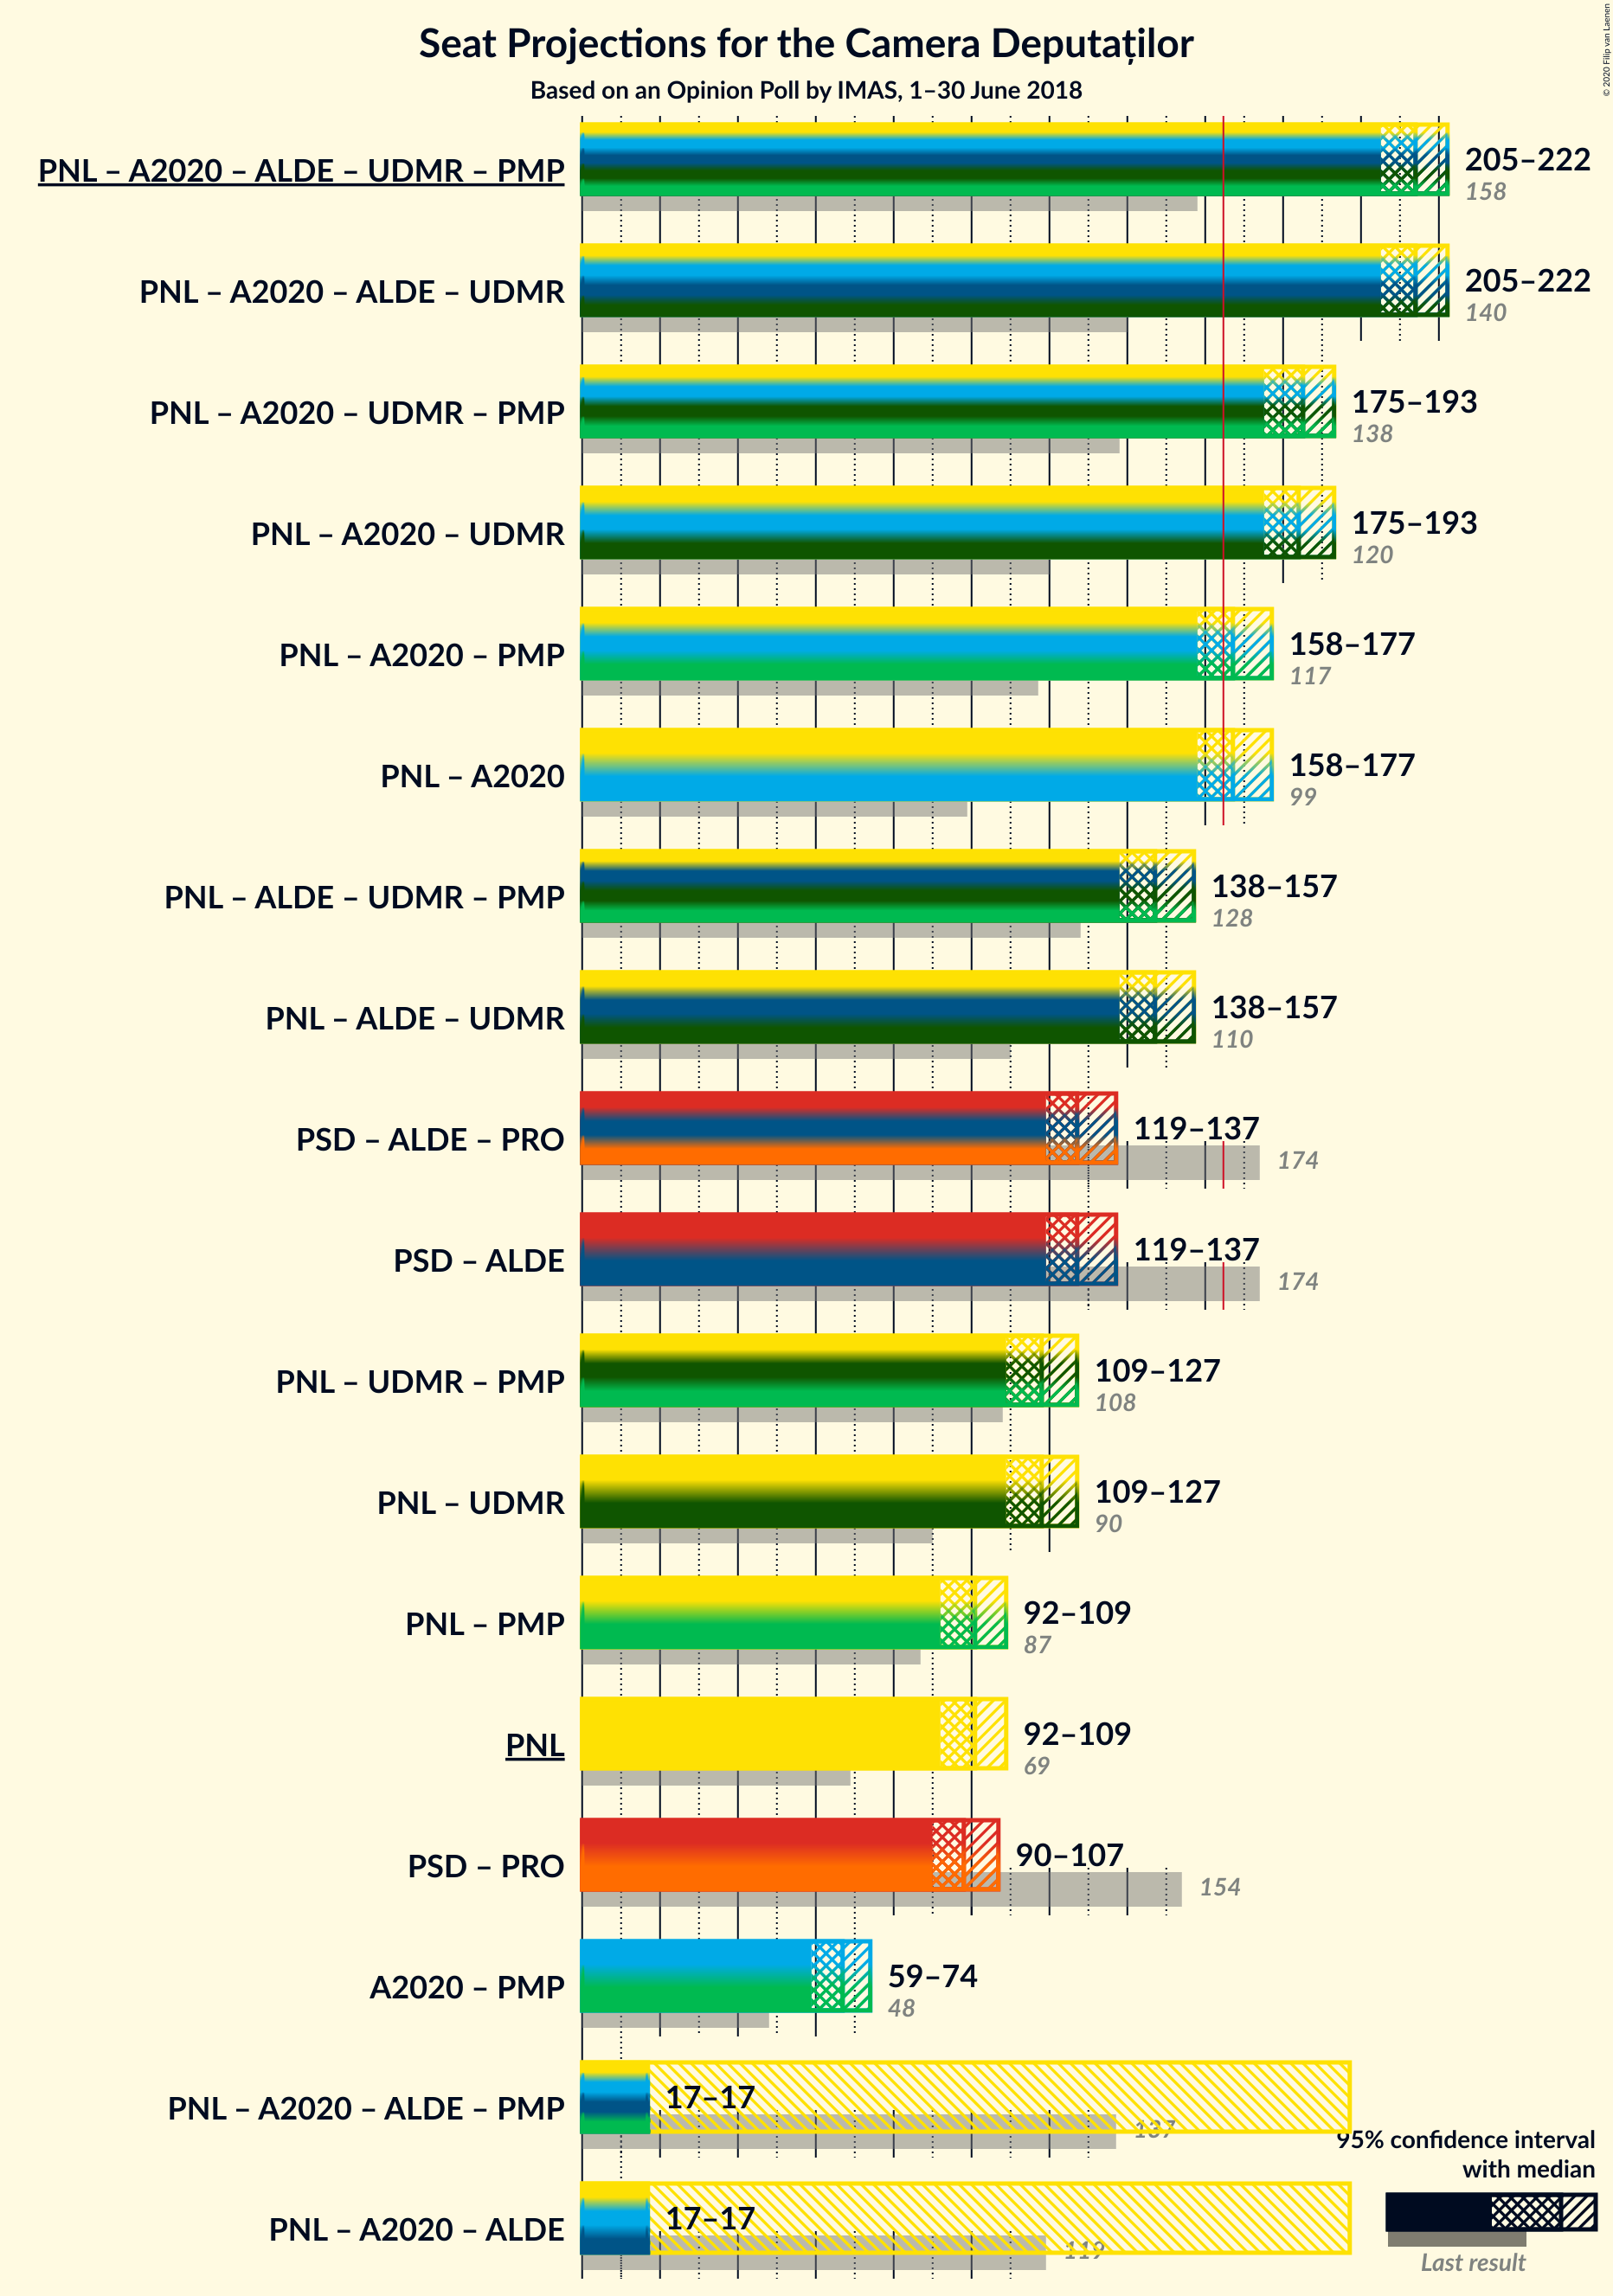 Seat Projections for the Camera Deputaților
Based on an Opinion Poll by IMAS, 1–30 June 2018
© 2020 Filip van Laenen
PNL – A2020 – ALDE – UDMR – PMP
205–222
158
PNL – A2020 – ALDE – UDMR
205–222
140
PNL – A2020 – UDMR – PMP
175–193
138
PNL – A2020 – UDMR
175–193
120
PNL – A2020 – PMP
158–177
117
PNL – A2020
158–177
99
PNL – ALDE – UDMR – PMP
138–157
128
PNL – ALDE – UDMR
138–157
110
PSD – ALDE – PRO
119–137
174
PSD – ALDE
119–137
174
PNL – UDMR – PMP
109–127
108
PNL – UDMR
109–127
90
PNL – PMP
92–109
87
PNL
92–109
69
PSD – PRO
90–107
154
A2020 – PMP
59–74
48
PNL – A2020 – ALDE – PMP
17–17
137
PNL – A2020 – ALDE
17–17
119
95% confidence interval
with median
Last result